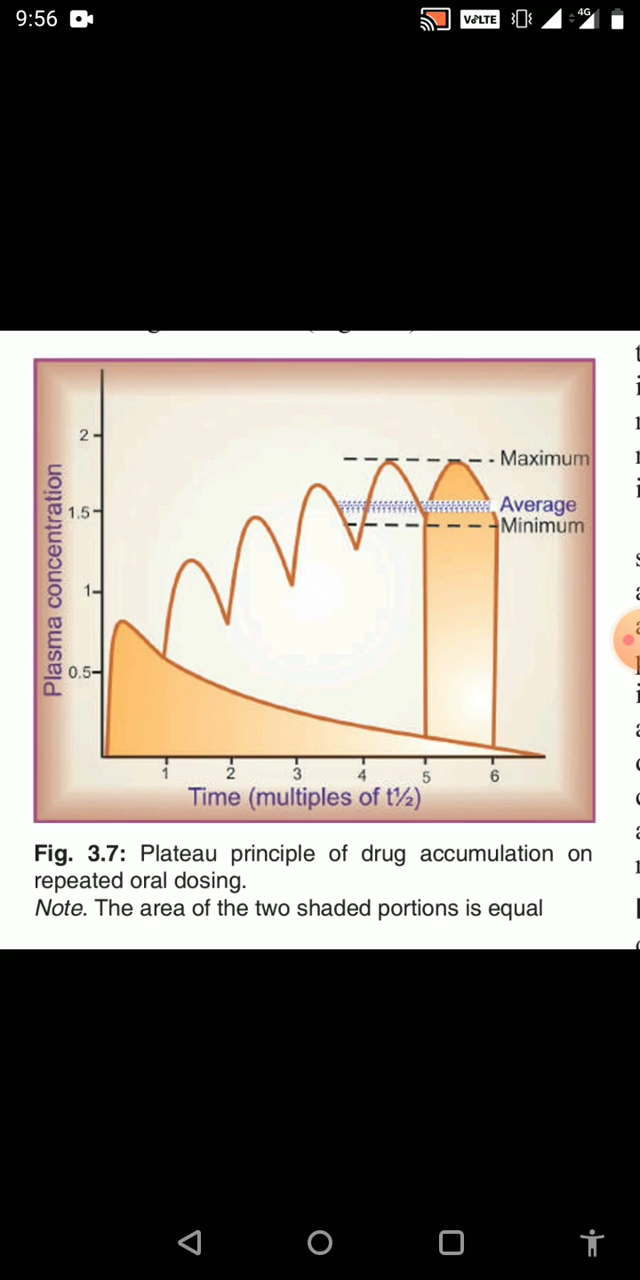 9:56 VoLTE 4G
2
1.5
1
0.5
Plasma concentration
Maximum
Average
Minimum
1 2 3 4 5 6
Time (multiples of t½)
Fig. 3.7: Plateau principle of drug accumulation on
repeated oral dosing.
Note. The area of the two shaded portions is equal